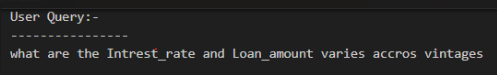 User Query:-
----------------
what are the Intrest_rate and Loan_amount varies accros vintages